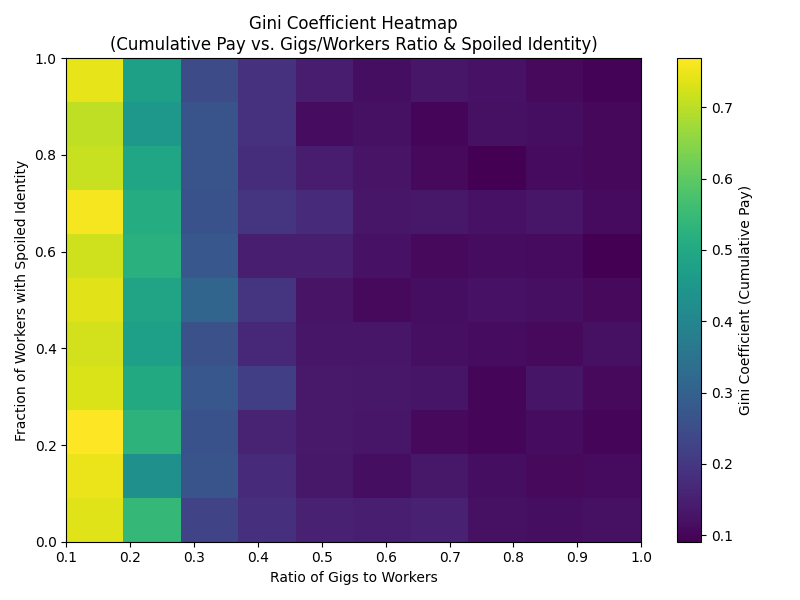 Gini Coefficient Heatmap
(Cumulative Pay vs. Gigs/Workers Ratio & Spoiled Identity)
Fraction of Workers with Spoiled Identity
1.0
0.8
0.6
0.4
0.2
0.0
0.1 0.2 0.3 0.4 0.5 0.6 0.7 0.8 0.9 1.0
Ratio of Gigs to Workers
0.7
0.6
0.5
0.4
0.3
0.2
0.1
Gini Coefficient (Cumulative Pay)